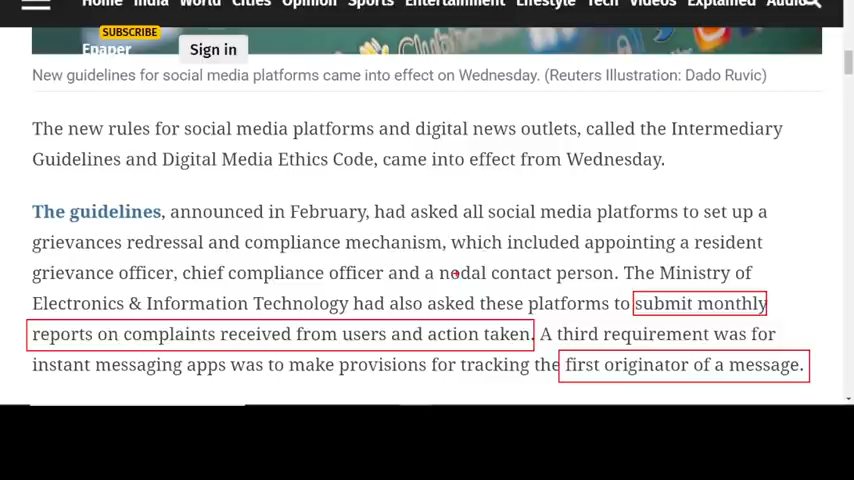 Home India World Cities Opinion Sports Entertainment Lifestyle Tech Videos Explained Audio
SUBSCRIBE
Epaper
Sign in
New guidelines for social media platforms came into effect on Wednesday. (Reuters Illustration: Dado Ruvic)
The new rules for social media platforms and digital news outlets, called the Intermediary
Guidelines and Digital Media Ethics Code, came into effect from Wednesday.
The guidelines, announced in February, had asked all social media platforms to set up a
grievances redressal and compliance mechanism, which included appointing a resident
grievance officer, chief compliance officer and a nodal contact person. The Ministry of
Electronics & Information Technology had also asked these platforms to submit monthly
reports on complaints received from users and action taken. A third requirement was for
instant messaging apps was to make provisions for tracking the first originator of a message.